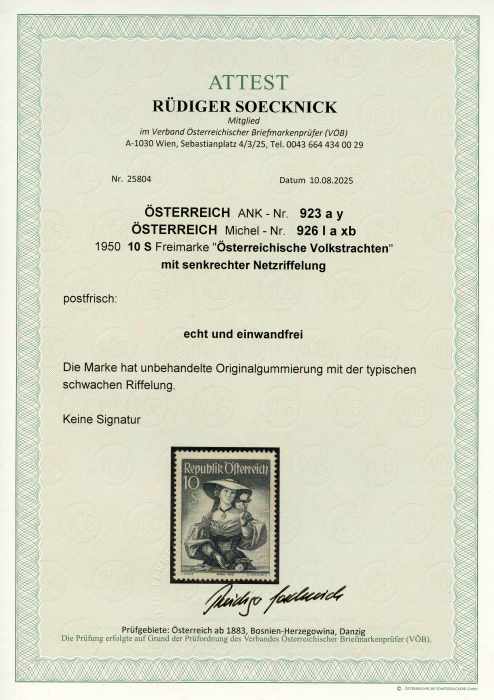 ATTEST
RÜDIGER SOECKNICK
Mitglied
im Verband Österreichischer Briefmarkenprüfer (VÖB)
A-1030 Wien, Sebastianplatz 4/3/25, Tel. 0043 664 434 00 29
Nr. 25804 Datum 10.08.2025
ÖSTERREICH ANK - Nr. 923 a y
ÖSTERREICH Michel - Nr. 926 I a xb
1950 10 S Freimarke "Österreichische Volkstrachten"
mit senkrechter Netzriffelung
postfrisch:
echt und einwandfrei
Die Marke hat unbehandelte Originalgummierung mit der typischen
schwachen Riffelung.
Keine Signatur
Republik Österreich
10
S
Rüdiger Soecknick
Prüfgebiete: Österreich ab 1883, Bosnien-Herzegowina, Danzig
Die Prüfung erfolgte auf Grund der Prüfordnung des Verbandes Österreichischer Briefmarkenprüfer (VÖB).